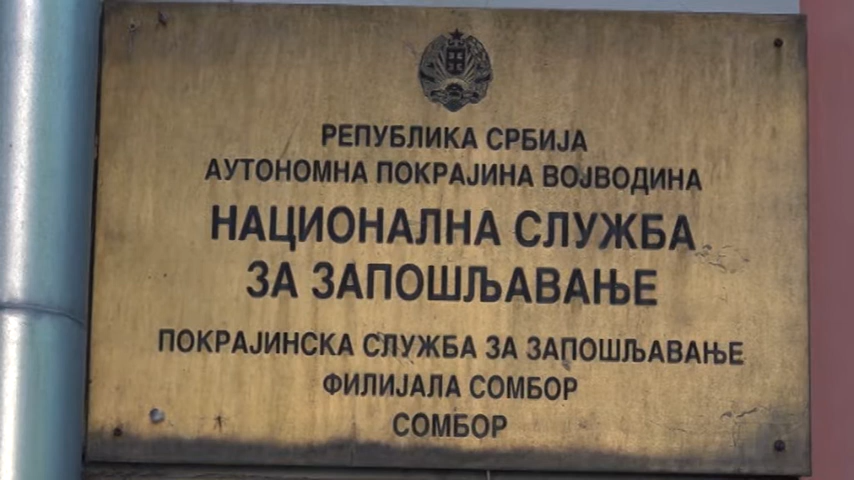 РЕПУБЛИКА СРБИЈА
АУТОНОМНА ПОКРАЈИНА ВОЈВОДИНА
НАЦИОНАЛНА СЛУЖБА
ЗА ЗАПОШЉАВАЊЕ
ПОКРАЈИНСКА СЛУЖБА ЗА ЗАПОШЉАВАЊЕ
ФИЛИЈАЛА СОМБОР
СОМБОР